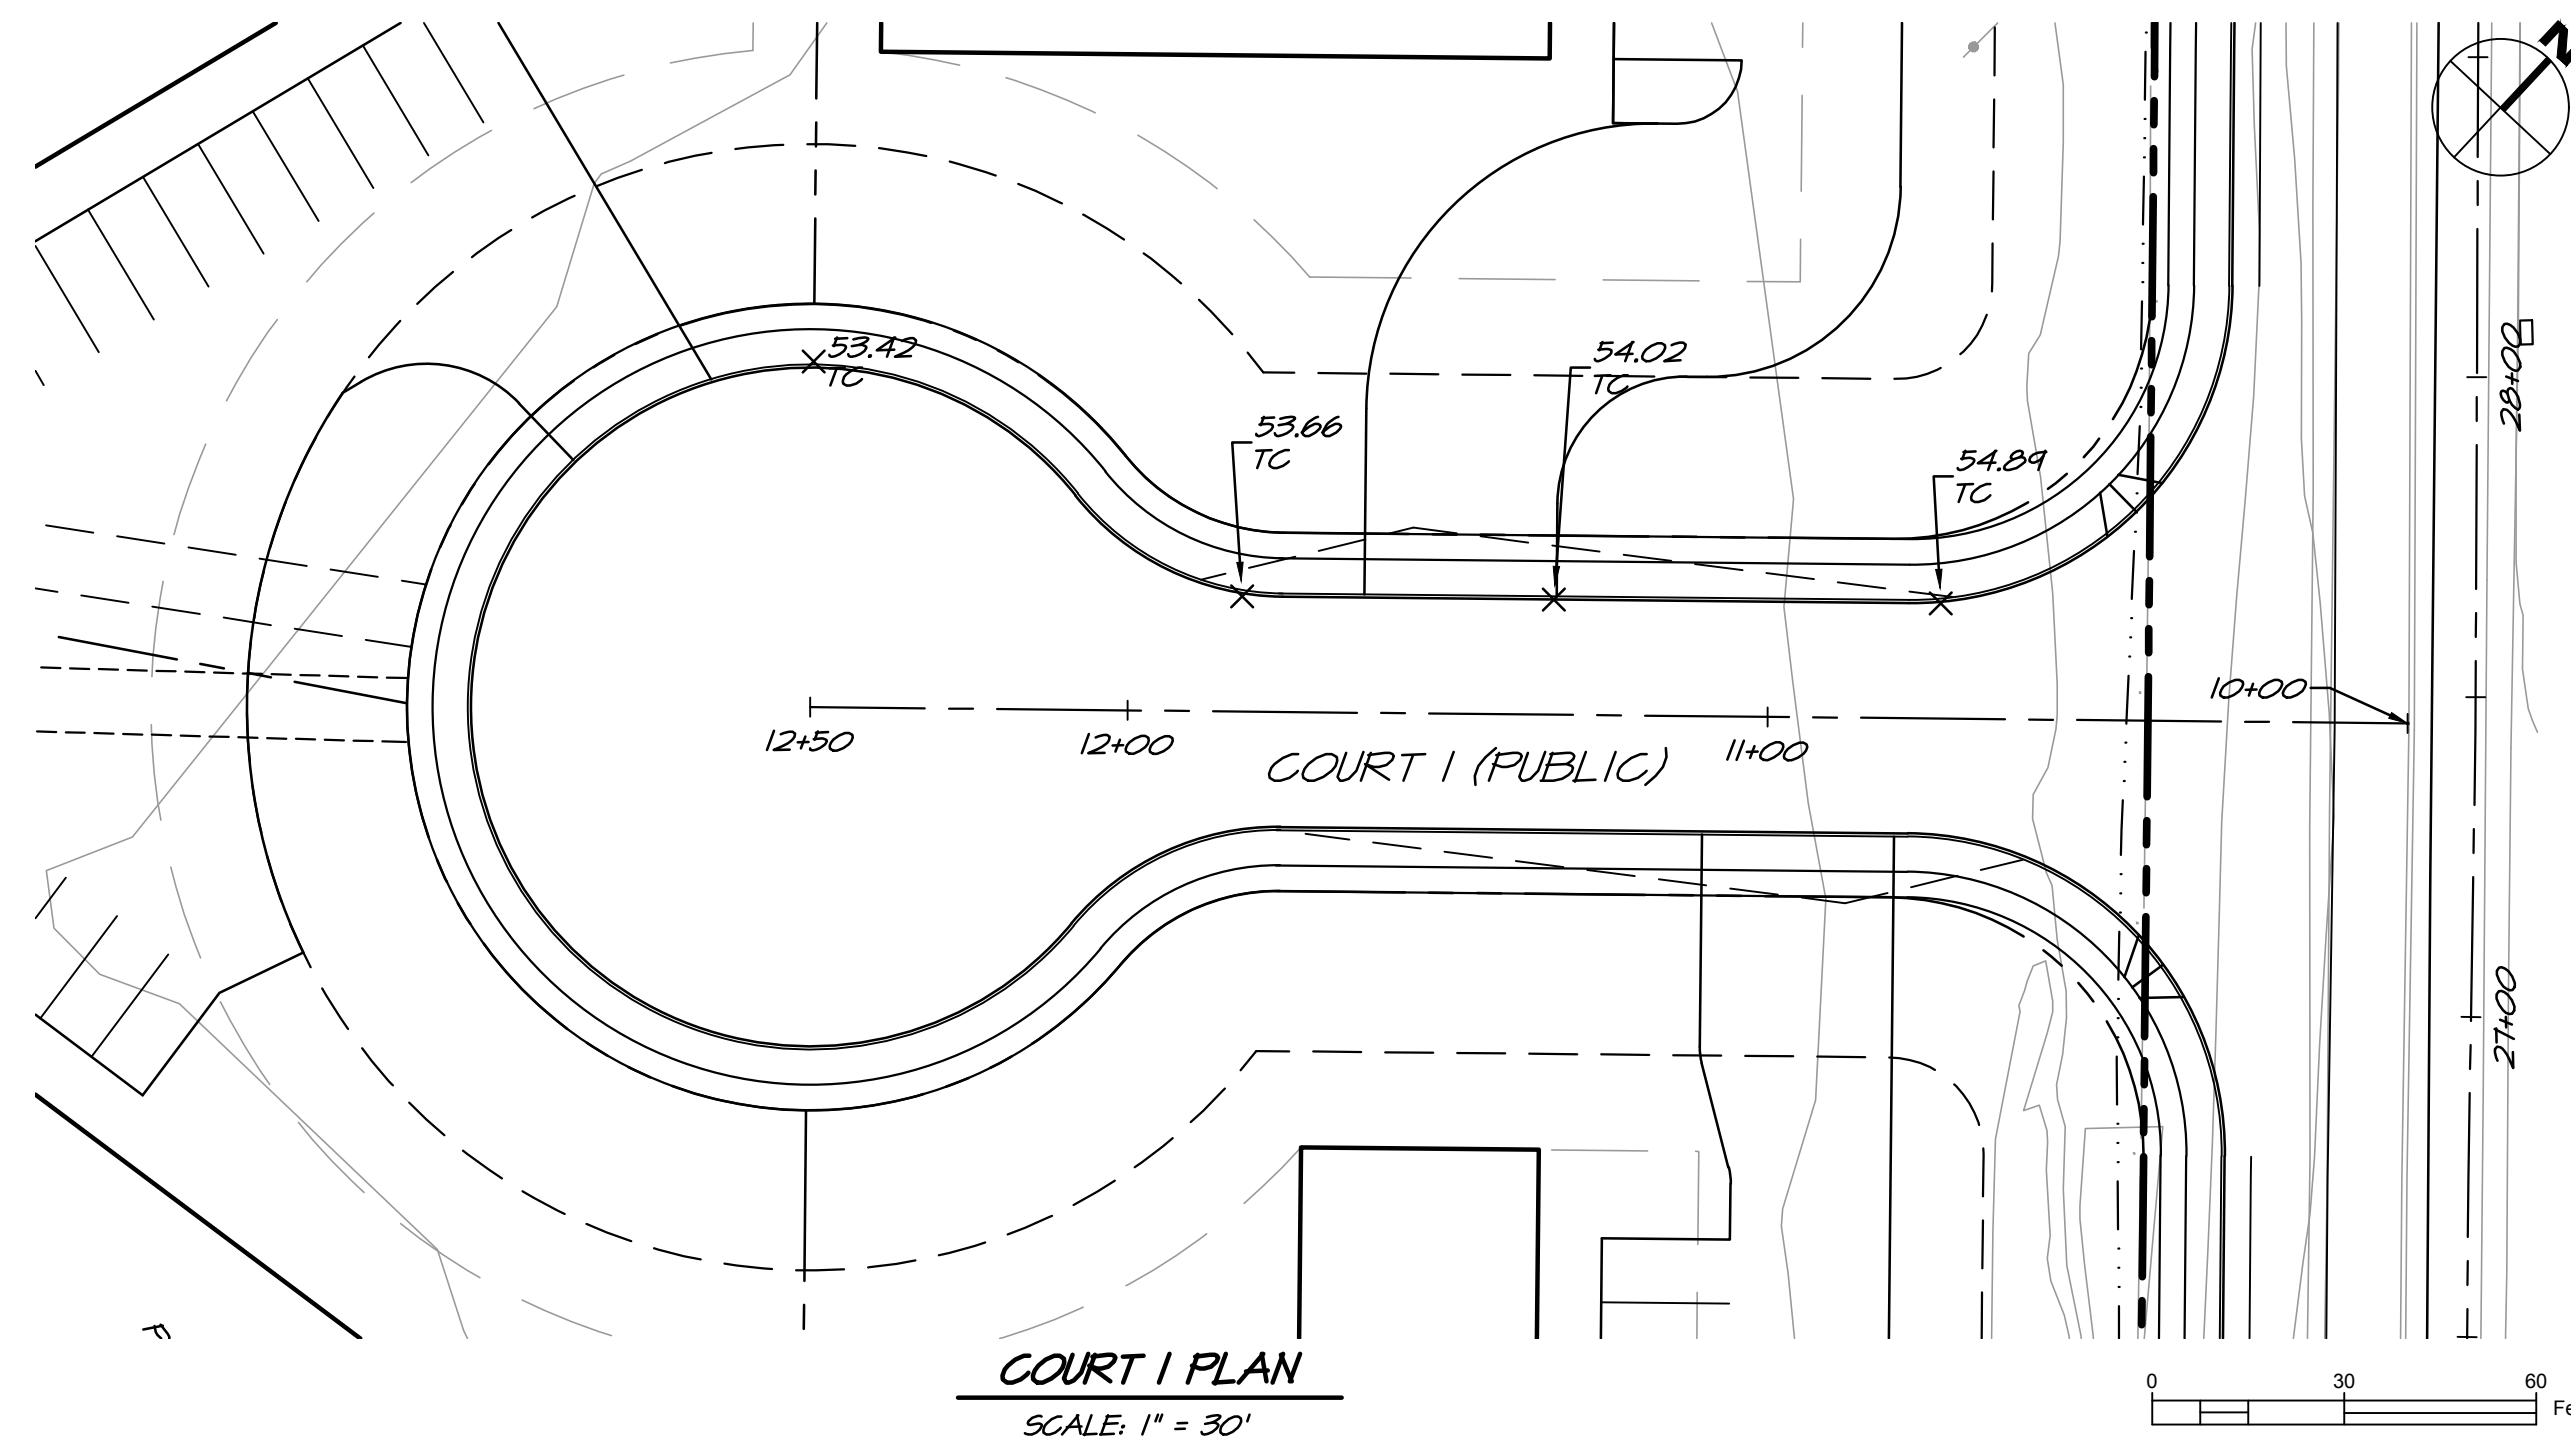 N
53.42
TC
54.02
TC
53.66
TC
54.89
TC
28+00
10+00
12+50
12+00
11+00
COURT 1 (PUBLIC)
27+00
COURT 1 PLAN
SCALE: 1" = 30'
0 30 60